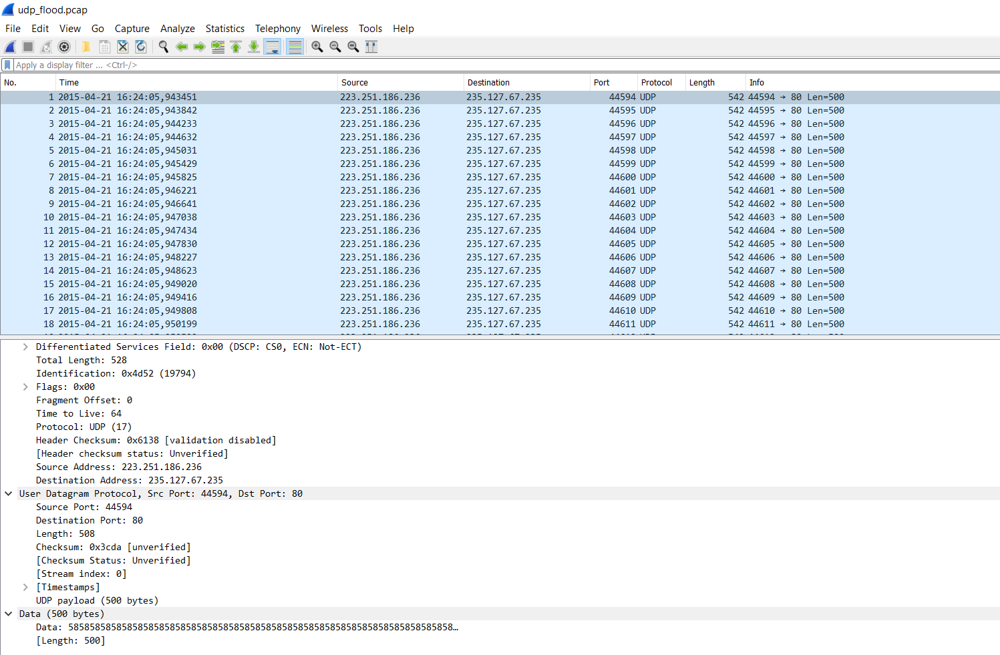 udp_flood.pcap
File Edit View Go Capture Analyze Statistics Telephony Wireless Tools Help
Apply a display filter ... <Ctrl-/>
No. Time Source Destination Port Protocol Length Info
1 2015-04-21 16:24:05,943451 223.251.186.236 235.127.67.235 44594 UDP 542 44594 → 80 Len=500
2 2015-04-21 16:24:05,943842 223.251.186.236 235.127.67.235 44595 UDP 542 44595 → 80 Len=500
3 2015-04-21 16:24:05,944233 223.251.186.236 235.127.67.235 44596 UDP 542 44596 → 80 Len=500
4 2015-04-21 16:24:05,944632 223.251.186.236 235.127.67.235 44597 UDP 542 44597 → 80 Len=500
5 2015-04-21 16:24:05,945031 223.251.186.236 235.127.67.235 44598 UDP 542 44598 → 80 Len=500
6 2015-04-21 16:24:05,945429 223.251.186.236 235.127.67.235 44599 UDP 542 44599 → 80 Len=500
7 2015-04-21 16:24:05,945825 223.251.186.236 235.127.67.235 44600 UDP 542 44600 → 80 Len=500
8 2015-04-21 16:24:05,946221 223.251.186.236 235.127.67.235 44601 UDP 542 44601 → 80 Len=500
9 2015-04-21 16:24:05,946641 223.251.186.236 235.127.67.235 44602 UDP 542 44602 → 80 Len=500
10 2015-04-21 16:24:05,947038 223.251.186.236 235.127.67.235 44603 UDP 542 44603 → 80 Len=500
11 2015-04-21 16:24:05,947434 223.251.186.236 235.127.67.235 44604 UDP 542 44604 → 80 Len=500
12 2015-04-21 16:24:05,947830 223.251.186.236 235.127.67.235 44605 UDP 542 44605 → 80 Len=500
13 2015-04-21 16:24:05,948227 223.251.186.236 235.127.67.235 44606 UDP 542 44606 → 80 Len=500
14 2015-04-21 16:24:05,948623 223.251.186.236 235.127.67.235 44607 UDP 542 44607 → 80 Len=500
15 2015-04-21 16:24:05,949020 223.251.186.236 235.127.67.235 44608 UDP 542 44608 → 80 Len=500
16 2015-04-21 16:24:05,949416 223.251.186.236 235.127.67.235 44609 UDP 542 44609 → 80 Len=500
17 2015-04-21 16:24:05,949808 223.251.186.236 235.127.67.235 44610 UDP 542 44610 → 80 Len=500
18 2015-04-21 16:24:05,950199 223.251.186.236 235.127.67.235 44611 UDP 542 44611 → 80 Len=500
Differentiated Services Field: 0x00 (DSCP: CS0, ECN: Not-ECT)
Total Length: 528
Identification: 0x4d52 (19794)
Flags: 0x00
Fragment Offset: 0
Time to Live: 64
Protocol: UDP (17)
Header Checksum: 0x6138 [validation disabled]
[Header checksum status: Unverified]
Source Address: 223.251.186.236
Destination Address: 235.127.67.235
User Datagram Protocol, Src Port: 44594, Dst Port: 80
Source Port: 44594
Destination Port: 80
Length: 508
Checksum: 0x3cda [unverified]
[Checksum Status: Unverified]
[Stream index: 0]
[Timestamps]
UDP payload (500 bytes)
Data (500 bytes)
Data: 585858585858585858585858585858585858585858585858585858585858585858585858…
[Length: 500]